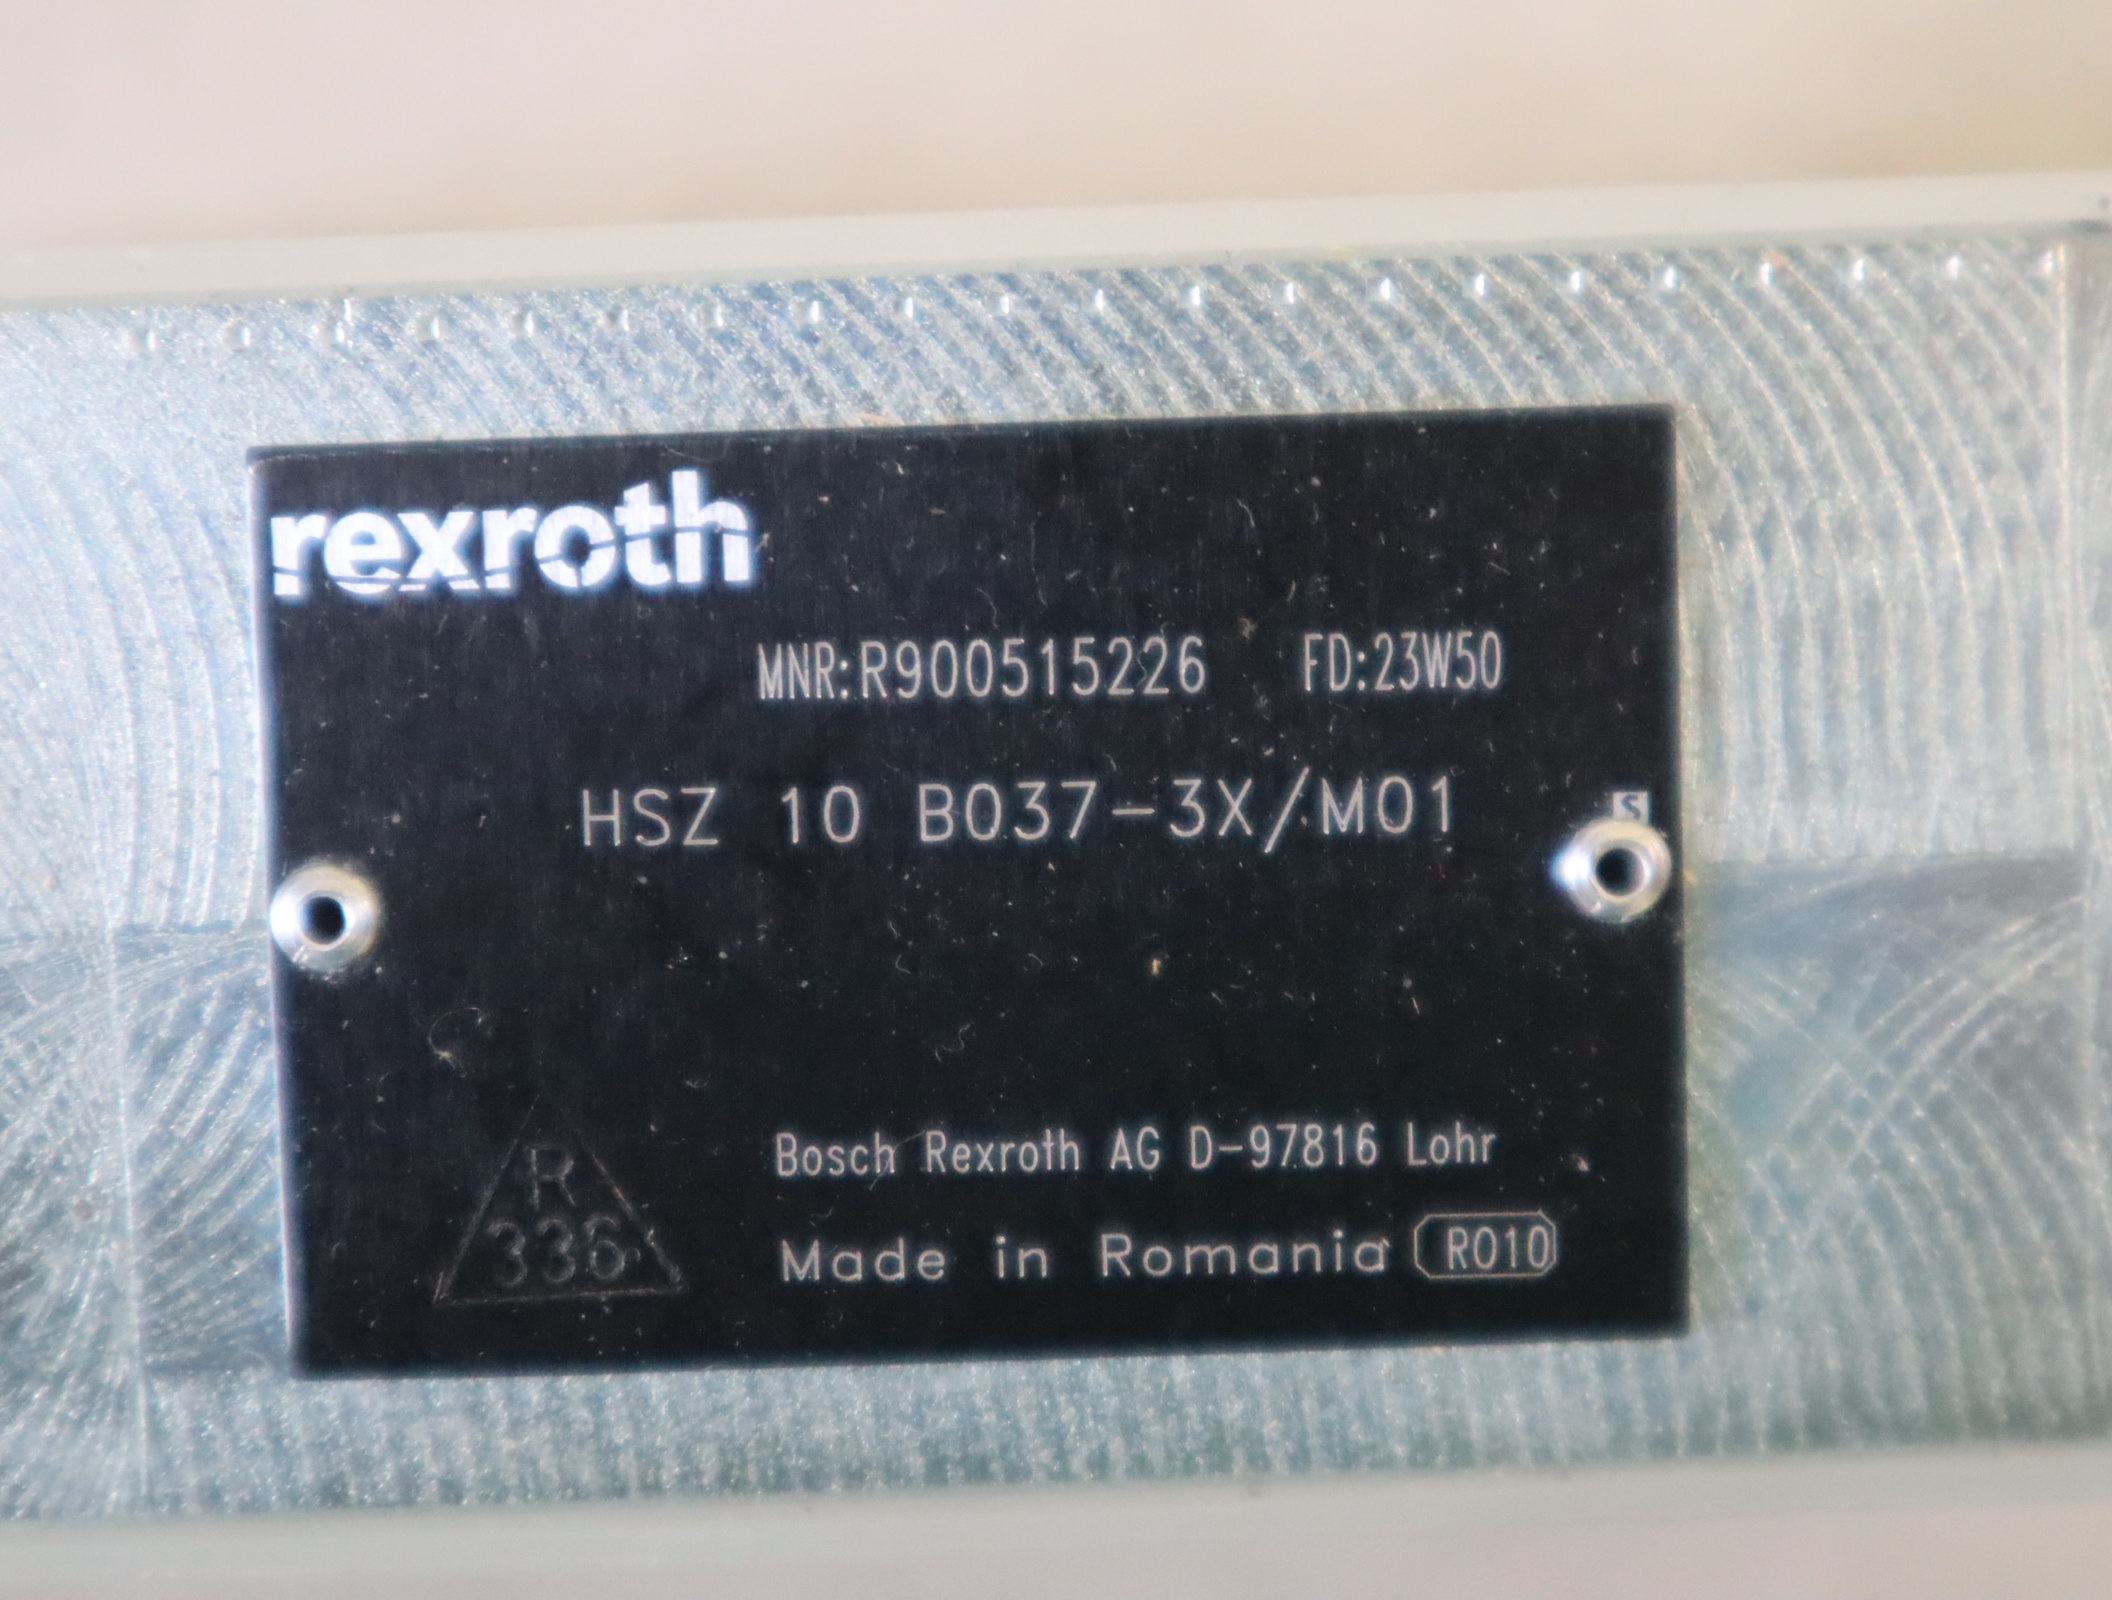 rexroth
MNR:R900515226 FD:23W50
HSZ 10 B037-3X/M01
S
R
336
Bosch Rexroth AG D-97816 Lohr
Made in Romania RO10